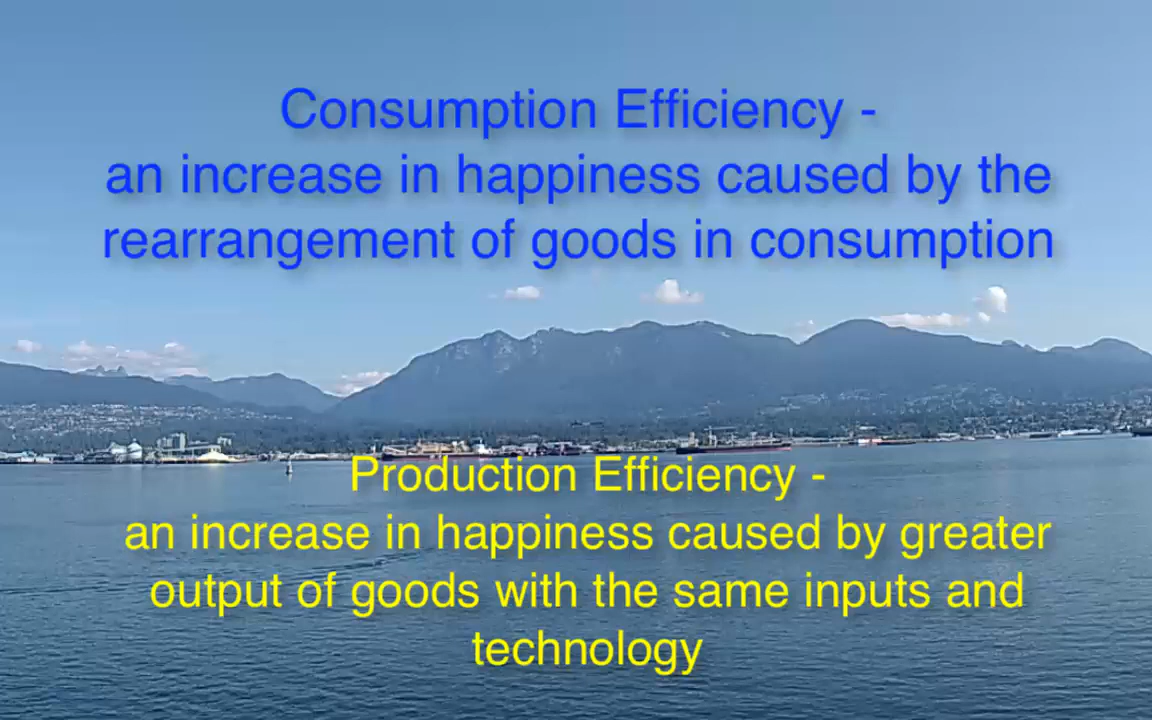 Consumption Efficiency -
an increase in happiness caused by the
rearrangement of goods in consumption
Production Efficiency -
an increase in happiness caused by greater
output of goods with the same inputs and
technology